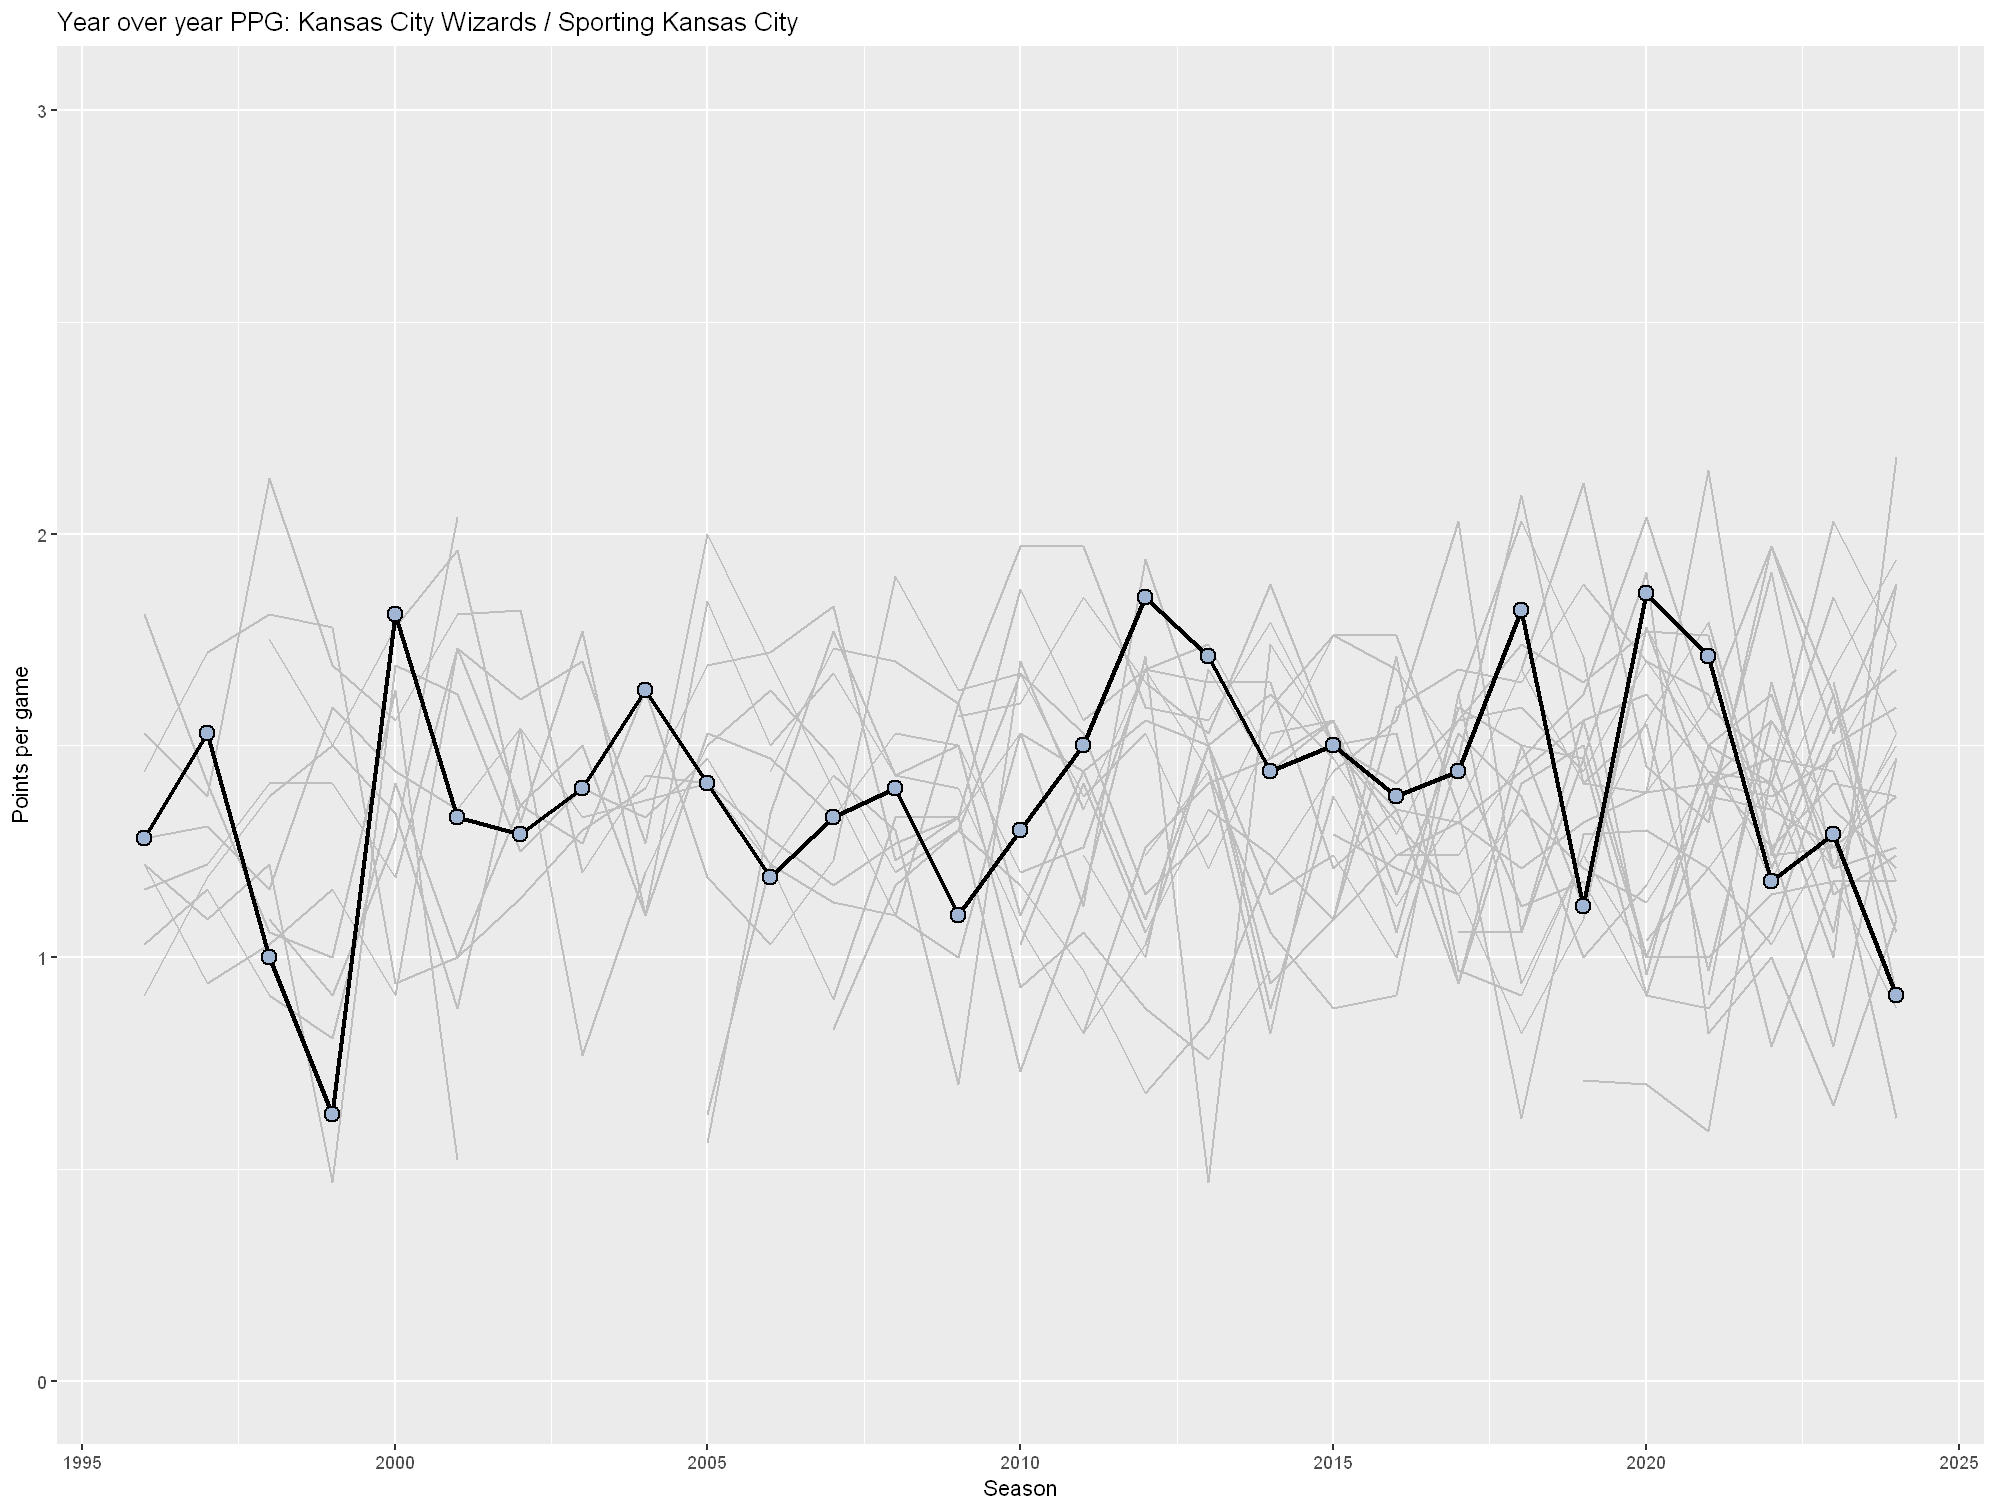 Year over year PPG: Kansas City Wizards / Sporting Kansas City
3
2
1
0
Points per game
1995 2000 2005 2010 2015 2020 2025
Season